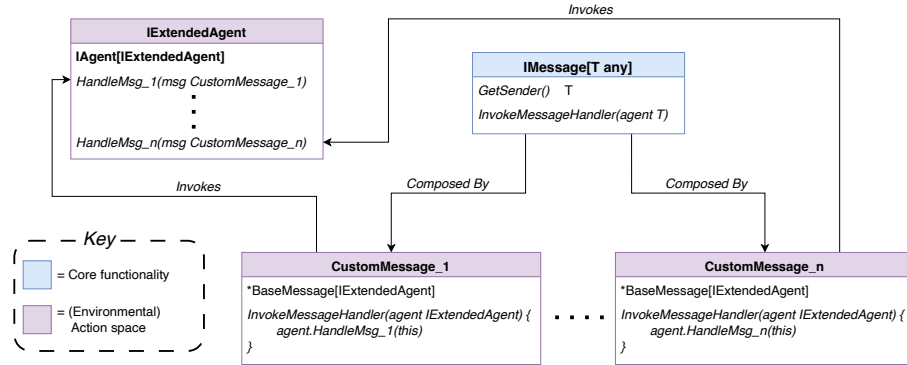 Invokes
IExtendedAgent
IAgent[IExtendedAgent]
HandleMsg_1(msg CustomMessage_1)
HandleMsg_n(msg CustomMessage_n)
IMessage[T any]
GetSender() T
InvokeMessageHandler(agent T)
Invokes
Composed By
Composed By
Key
= Core functionality
= (Environmental)
Action space
CustomMessage_1
*BaseMessage[IExtendedAgent]
InvokeMessageHandler(agent IExtendedAgent) {
agent.HandleMsg_1(this)
}
CustomMessage_n
*BaseMessage[IExtendedAgent]
InvokeMessageHandler(agent IExtendedAgent) {
agent.HandleMsg_n(this)
}